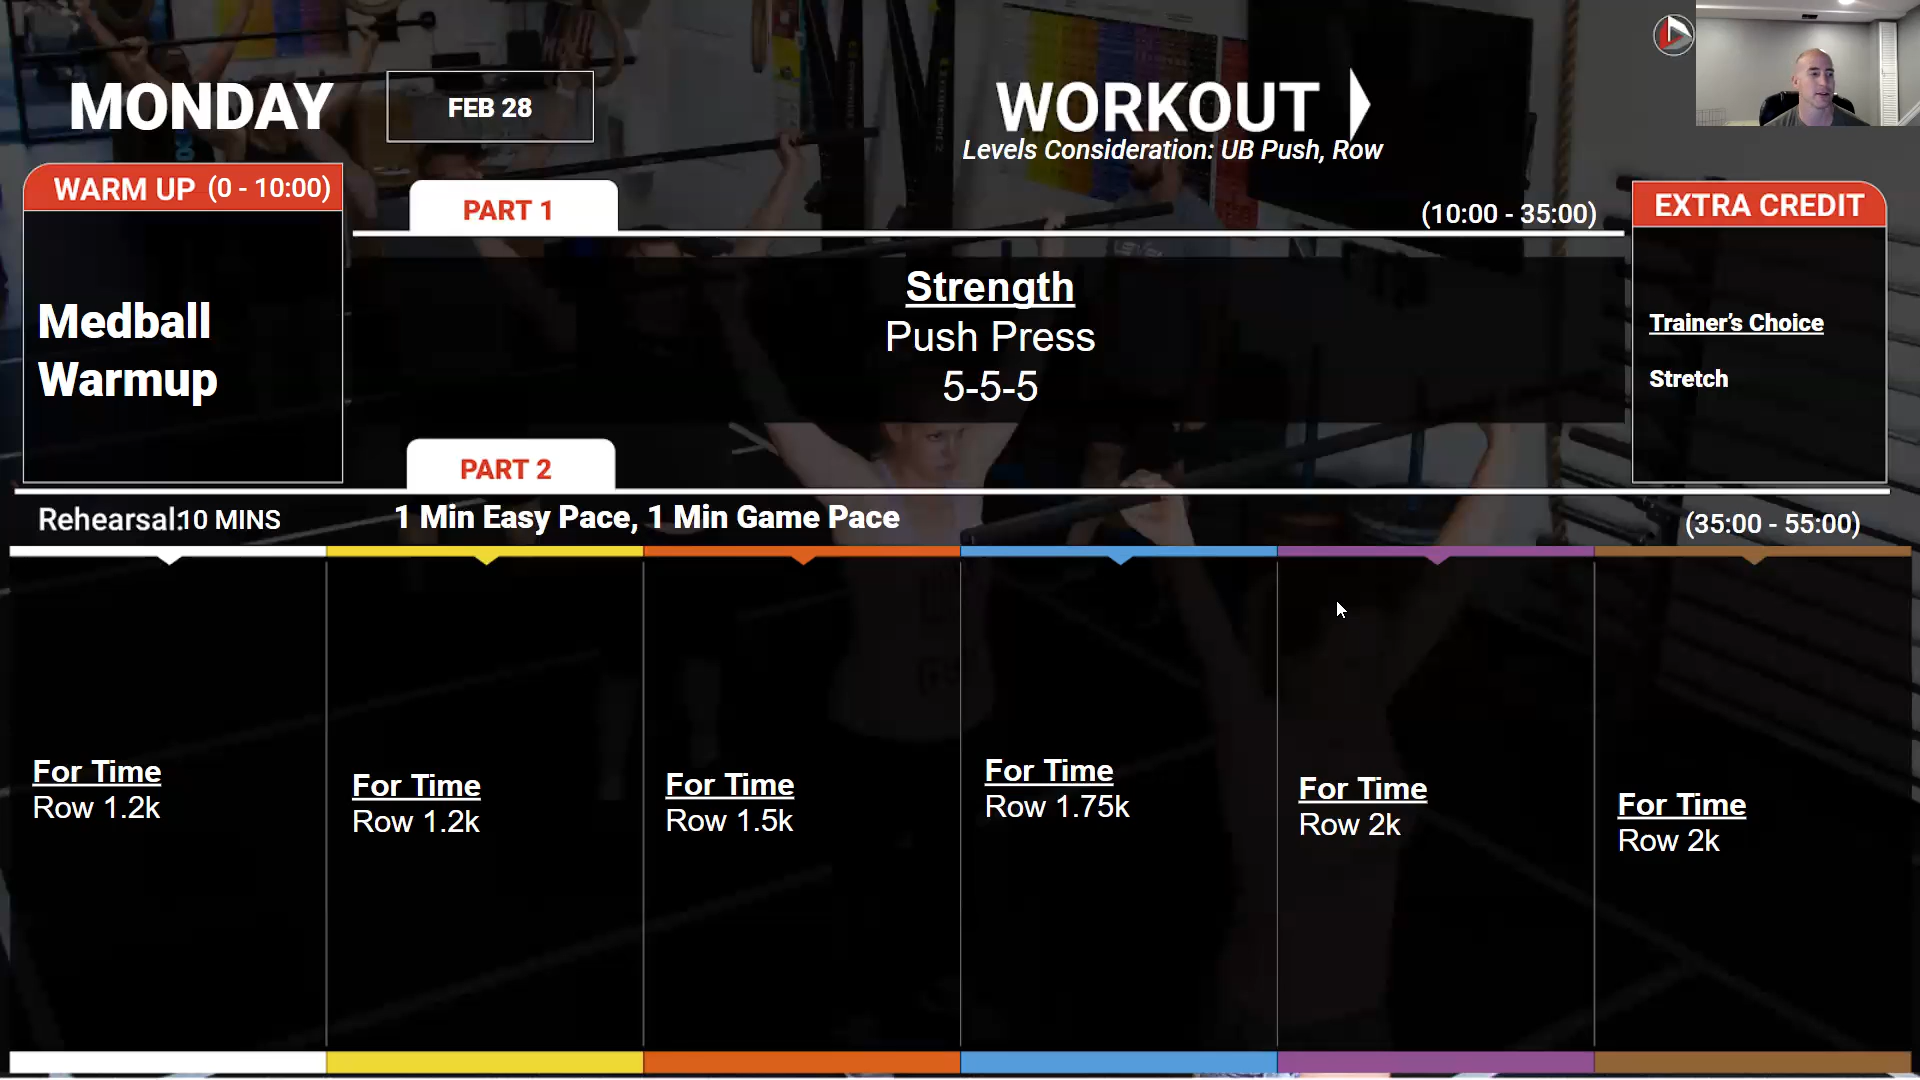 MONDAY
FEB 28
WORKOUT
Levels Consideration: UB Push, Row
WARM UP (0 - 10:00)
Medball
Warmup
PART 1
(10:00 - 35:00)
Strength
Push Press
5-5-5
EXTRA CREDIT
Trainer's Choice
Stretch
PART 2
Rehearsal:10 MINS
1 Min Easy Pace, 1 Min Game Pace
(35:00 - 55:00)
For Time
Row 1.2k
For Time
Row 1.2k
For Time
Row 1.5k
For Time
Row 1.75k
For Time
Row 2k
For Time
Row 2k